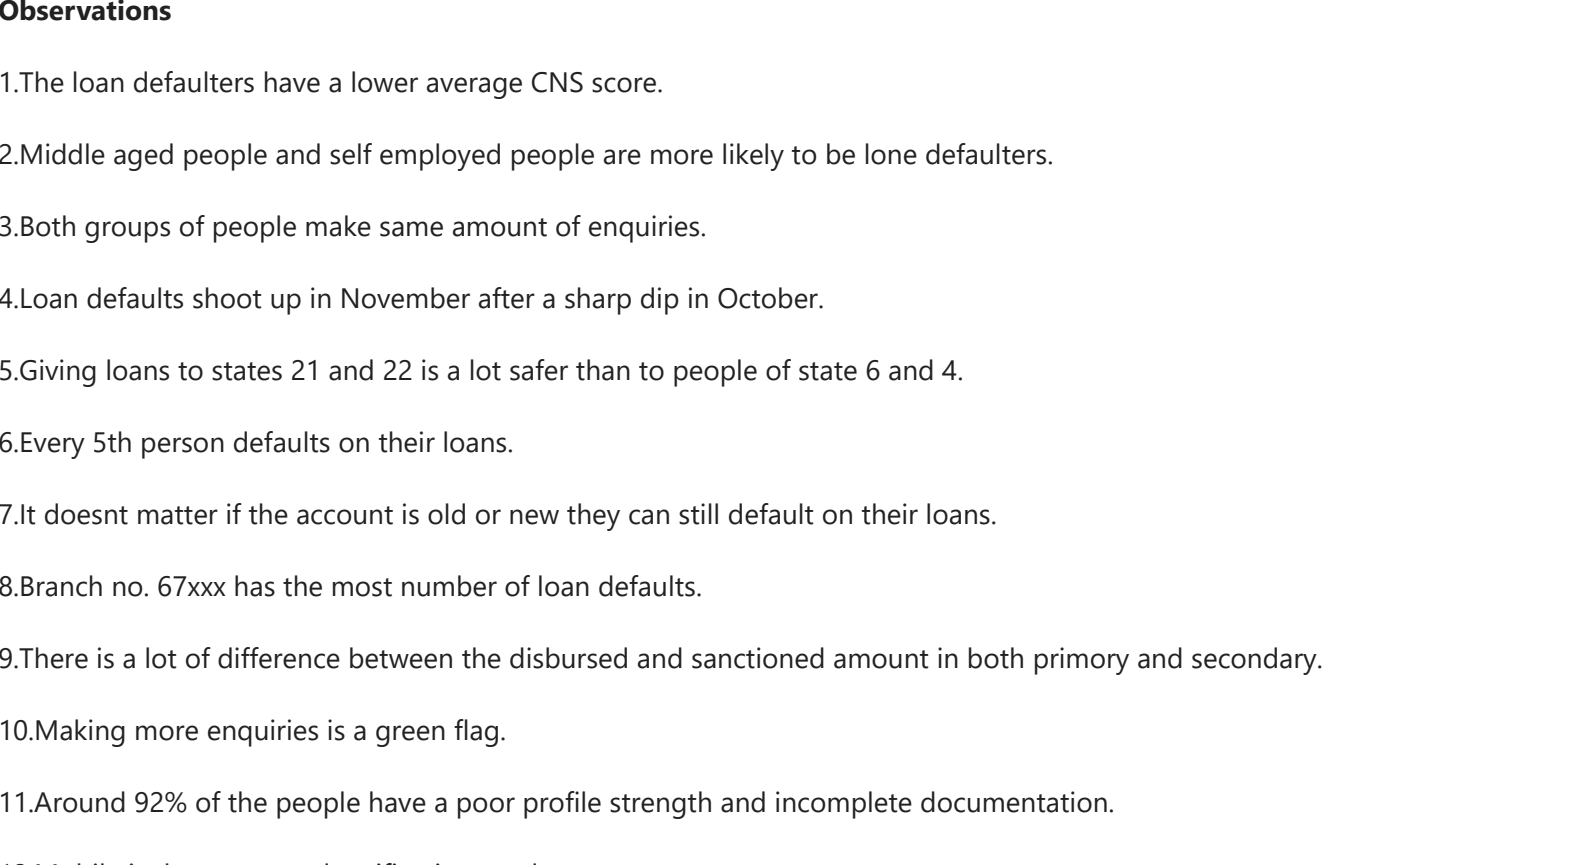 Observations
1.The loan defaulters have a lower average CNS score.
2.Middle aged people and self employed people are more likely to be lone defaulters.
3.Both groups of people make same amount of enquiries.
4.Loan defaults shoot up in November after a sharp dip in October.
5.Giving loans to states 21 and 22 is a lot safer than to people of state 6 and 4.
6.Every 5th person defaults on their loans.
7.It doesnt matter if the account is old or new they can still default on their loans.
8.Branch no. 67xxx has the most number of loan defaults.
9.There is a lot of difference between the disbursed and sanctioned amount in both primory and secondary.
10.Making more enquiries is a green flag.
11.Around 92% of the people have a poor profile strength and incomplete documentation.